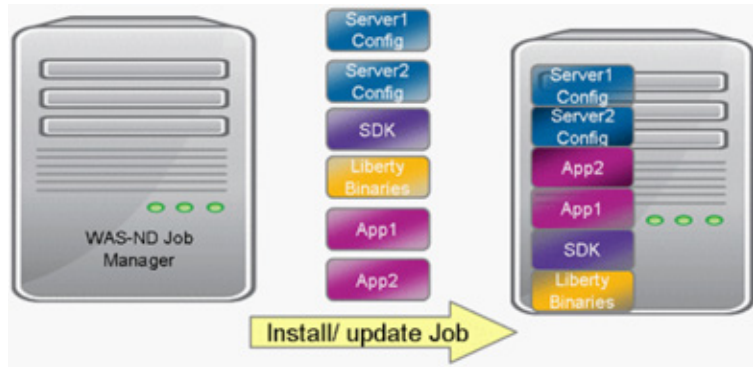 WAS-ND Job
Manager
Server1
Config
Server2
Config
SDK
Liberty
Binaries
App1
App2
Install/ update Job
Server1
Config
Server2
Config
App2
App1
SDK
Liberty
Binaries